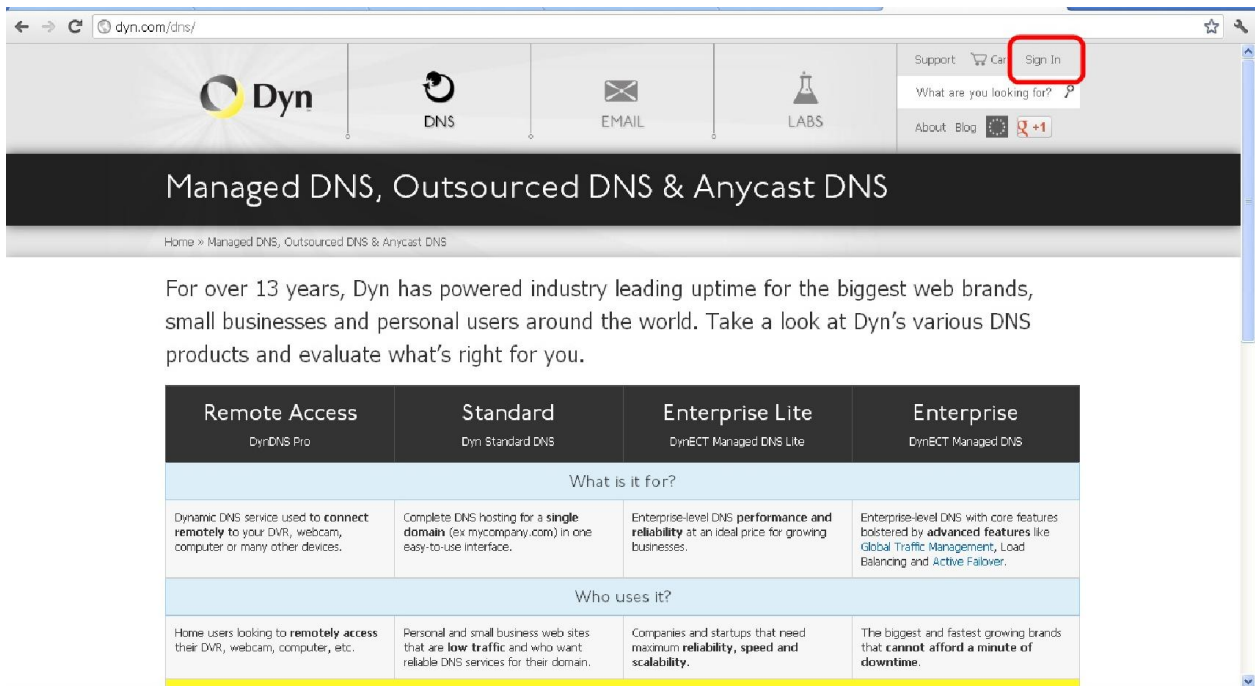 dyn.com/dns/
Support Car Sign In
Dyn
DNS
EMAIL
LABS
What are you looking for?
About Blog +1
Managed DNS, Outsourced DNS & Anycast DNS
Home » Managed DNS, Outsourced DNS & Anycast DNS
For over 13 years, Dyn has powered industry leading uptime for the biggest web brands,
small businesses and personal users around the world. Take a look at Dyn's various DNS
products and evaluate what's right for you.
Remote Access
DynDNS Pro
Standard
Dyn Standard DNS
Enterprise Lite
DynECT Managed DNS Lite
Enterprise
DynECT Managed DNS
What is it for?
Dynamic DNS service used to connect
remotely to your DVR, webcam,
computer or many other devices.
Complete DNS hosting for a single
domain (ex mycompany.com) in one
easy-to-use interface.
Enterprise-level DNS performance and
reliability at an ideal price for growing
businesses.
Enterprise-level DNS with core features
bolstered by advanced features like
Global Traffic Management, Load
Balancing and Active Failover.
Who uses it?
Home users looking to remotely access
their DVR, webcam, computer, etc.
Personal and small business web sites
that are low traffic and who want
reliable DNS services for their domain.
Companies and startups that need
maximum reliability, speed and
scalability.
The biggest and fastest growing brands
that cannot afford a minute of
downtime.